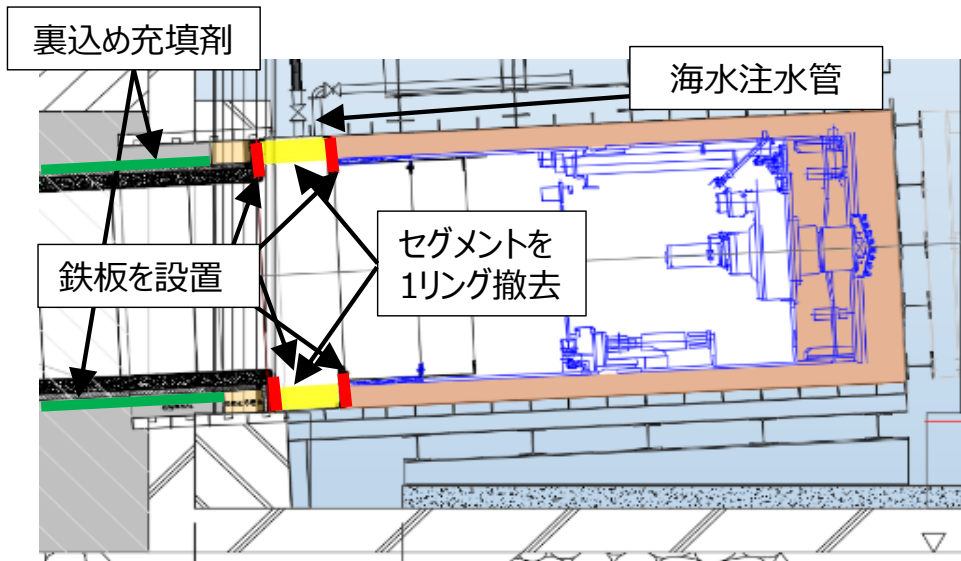 裏込め充填剤
海水注水管
鉄板を設置
セグメントを
1リング撤去